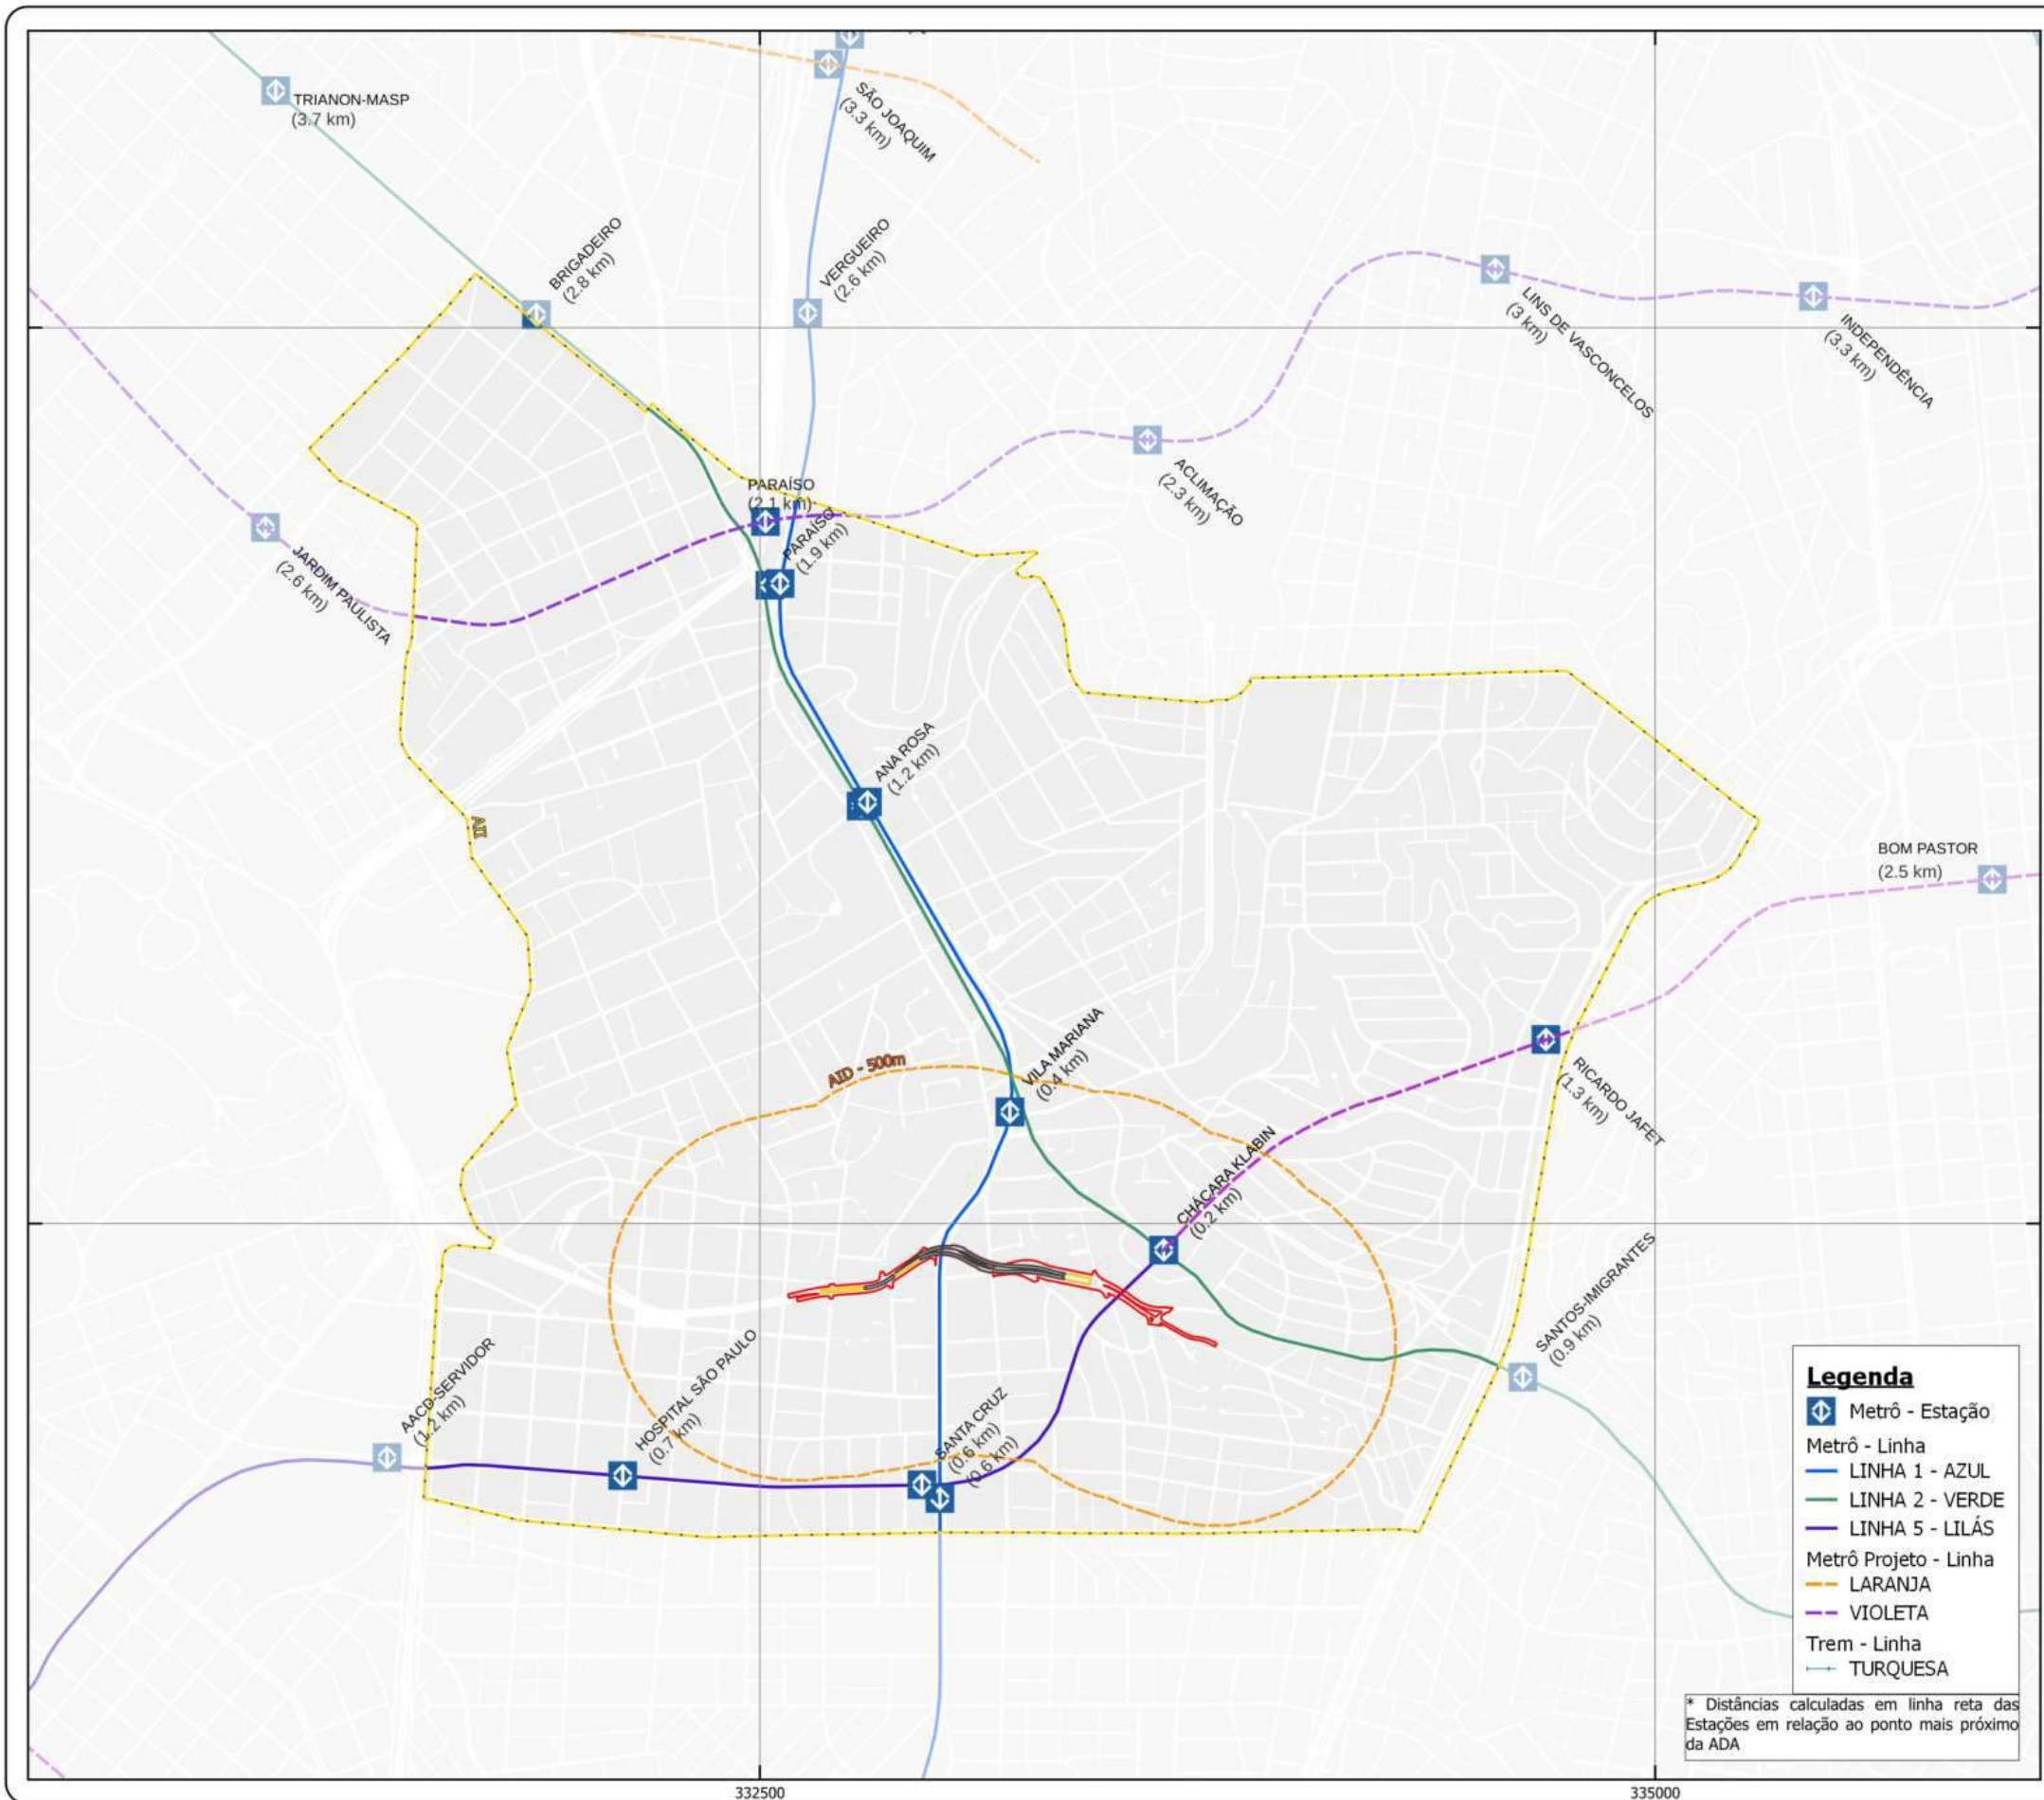 TRIANON-MASP
(3.7 km)
SÃO JOAQUIM
(3.3 km)
BRIGADEIRO
(2.8 km)
VERGUEIRO
(2.6 km)
LINS DE VASCONCELOS
(3 km)
INDEPENDÊNCIA
(3.3 km)
ACLIMAÇÃO
(2.3 km)
PARAÍSO
(2.1 km)
PARAÍSO
(1.9 km)
JARDIM PAULISTA
(2.6 km)
ANA ROSA
(1.2 km)
AII
BOM PASTOR
(2.5 km)
AID - 500m
VILA MARIANA
(0.4 km)
RICARDO JAFET
(1.3 km)
CHÁCARA KLABIN
(0.2 km)
SANTOS-IMIGRANTES
(0.9 km)
AACD-SERVIDOR
(1.2 km)
HOSPITAL SÃO PAULO
(0.7 km)
SANTA CRUZ
(0.6 km)
(0.6 km)
Legenda
Metrô - Estação
Metrô - Linha
LINHA 1 - AZUL
LINHA 2 - VERDE
LINHA 5 - LILÁS
Metrô Projeto - Linha
LARANJA
VIOLETA
Trem - Linha
TURQUESA
* Distâncias calculadas em linha reta das
Estações em relação ao ponto mais próximo
da ADA
332500
335000